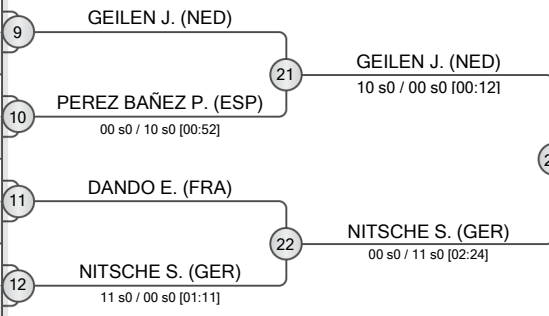 9
GEILEN J. (NED)
21
GEILEN J. (NED)
10 s0 / 00 s0 [00:12]
10
PEREZ BAÑEZ P. (ESP)
00 s0 / 10 s0 [00:52]
11
DANDO E. (FRA)
22
NITSCHE S. (GER)
00 s0 / 11 s0 [02:24]
12
NITSCHE S. (GER)
11 s0 / 00 s0 [01:11]